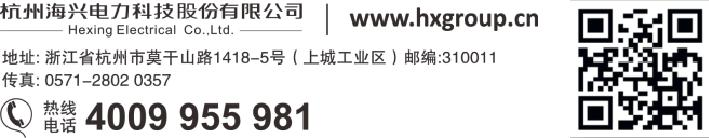 杭州海兴电力科技股份有限公司
Hexing Electrical Co.,Ltd.
www.hxgroup.cn
地址: 浙江省杭州市莫干山路1418-5号（上城工业区）邮编:310011
传真: 0571-2802 0357
热线电话 4009 955 981